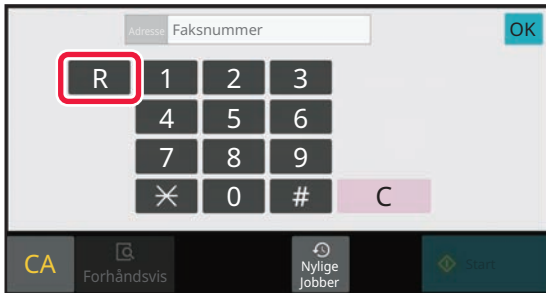 Adresse Faksnummer OK
R 1 2 3
4 5 6
7 8 9
* 0 # C
CA Forhåndsvis Nylige Start
Jobber